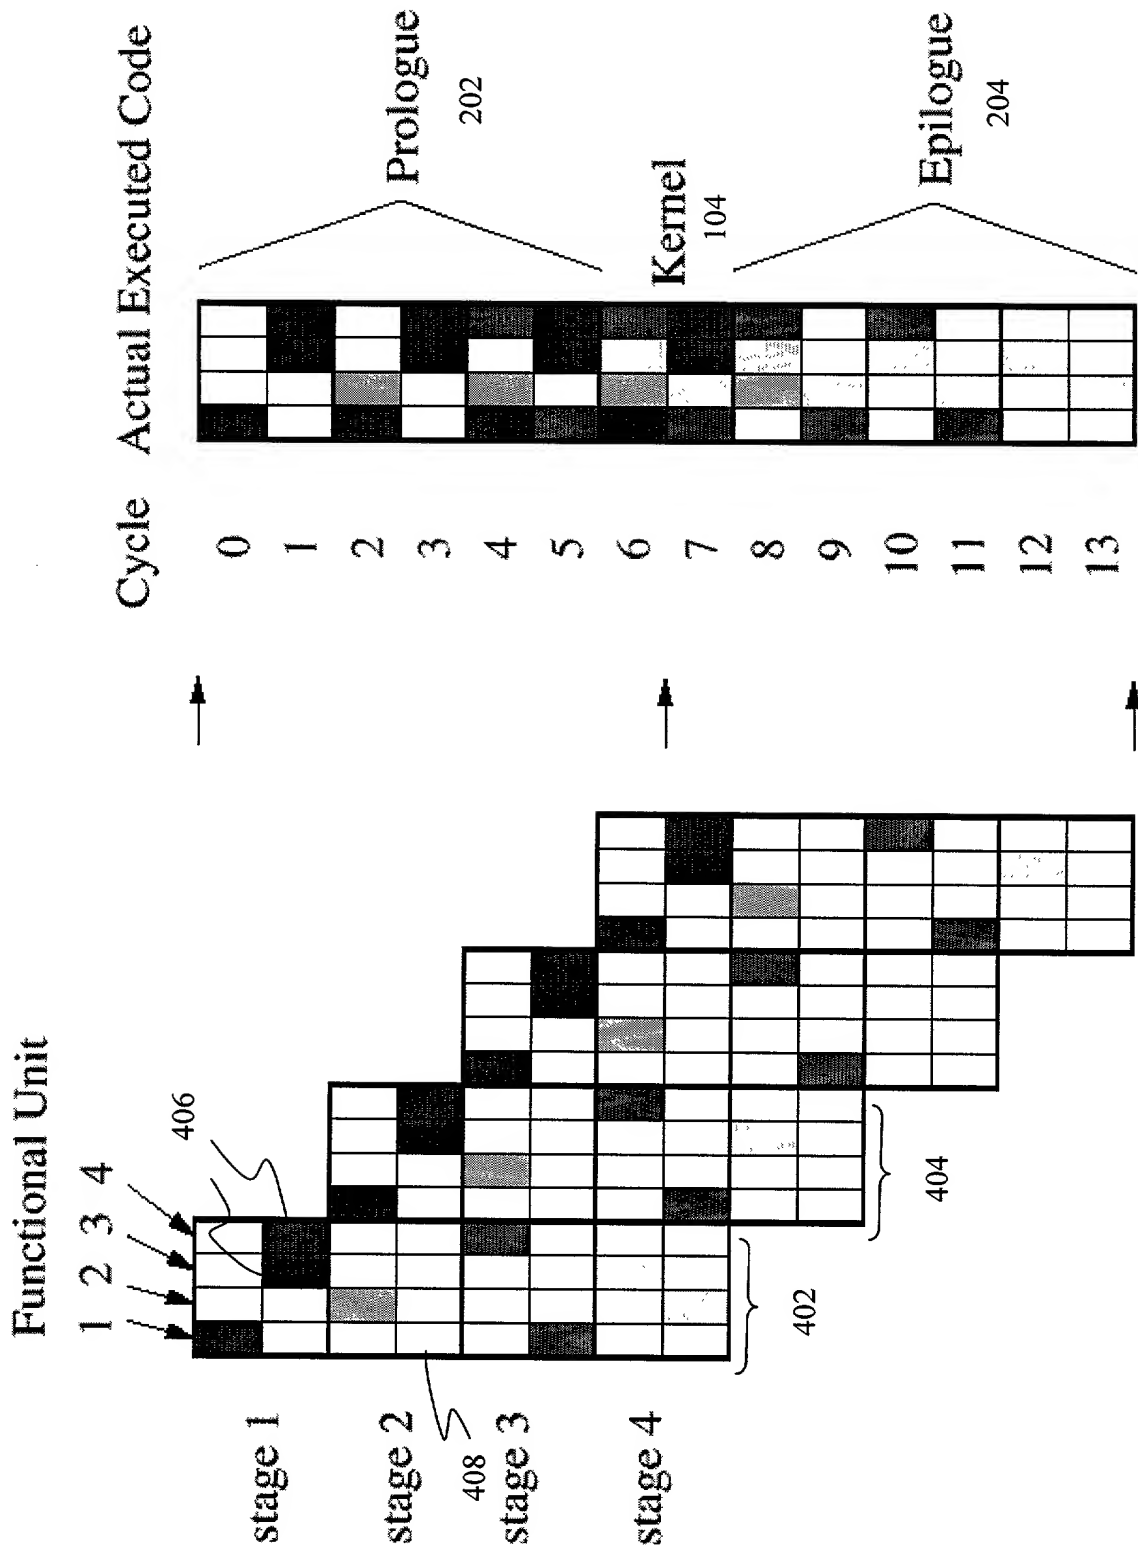 Functional Unit
1 2 3 4
406
stage 1
stage 2
408
stage 3
stage 4
402
404
Cycle Actual Executed Code
0
1
2
3
4
5
6
7
8
9
10
11
12
13
Prologue
202
Kernel
104
Epilogue
204